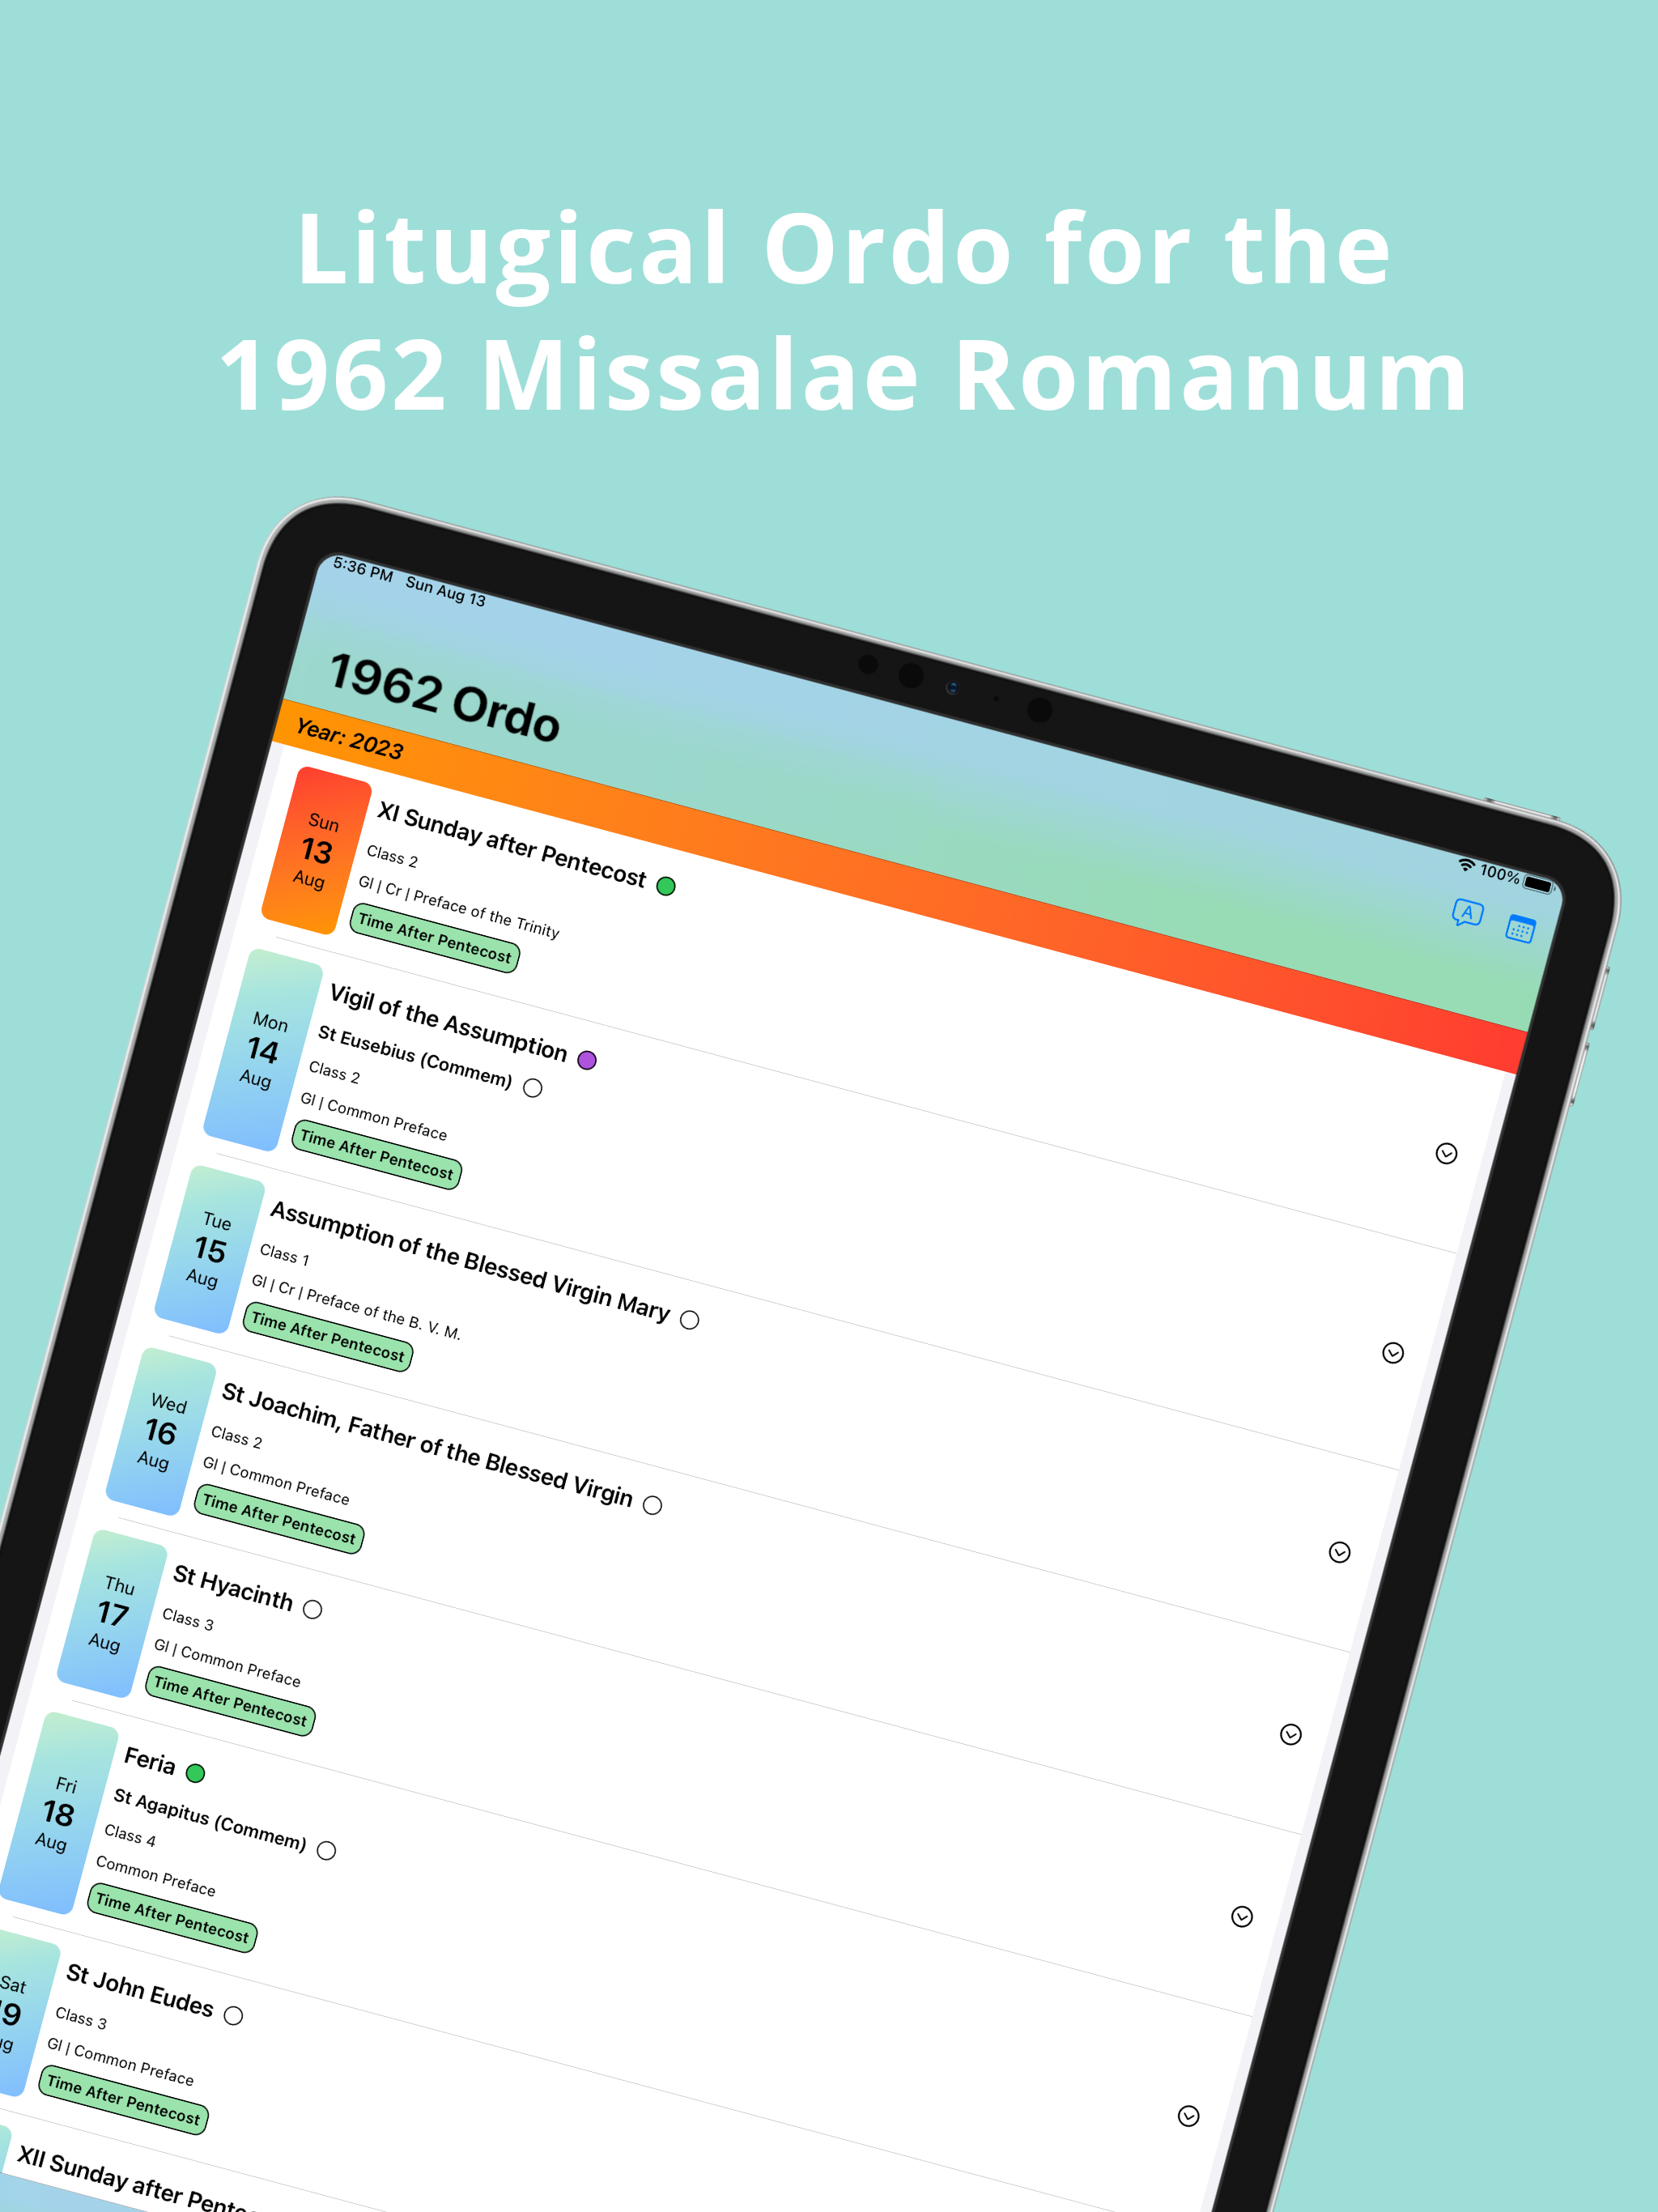 Litugical Ordo for the
1962 Missalae Romanum
5:36 PM Sun Aug 13
100%
1962 Ordo
Year: 2023
Sun
13
Aug
XI Sunday after Pentecost
Class 2
Gl | Cr | Preface of the Trinity
Time After Pentecost
Mon
14
Aug
Vigil of the Assumption
St Eusebius (Commem)
Class 2
Gl | Common Preface
Time After Pentecost
Tue
15
Aug
Assumption of the Blessed Virgin Mary
Class 1
Gl | Cr | Preface of the B. V. M.
Time After Pentecost
Wed
16
Aug
St Joachim, Father of the Blessed Virgin
Class 2
Gl | Common Preface
Time After Pentecost
Thu
17
Aug
St Hyacinth
Class 3
Gl | Common Preface
Time After Pentecost
Fri
18
Aug
Feria
St Agapitus (Commem)
Class 4
Common Preface
Time After Pentecost
Sat
19
ug
St John Eudes
Class 3
Gl | Common Preface
Time After Pentecost
XII Sunday after Pente